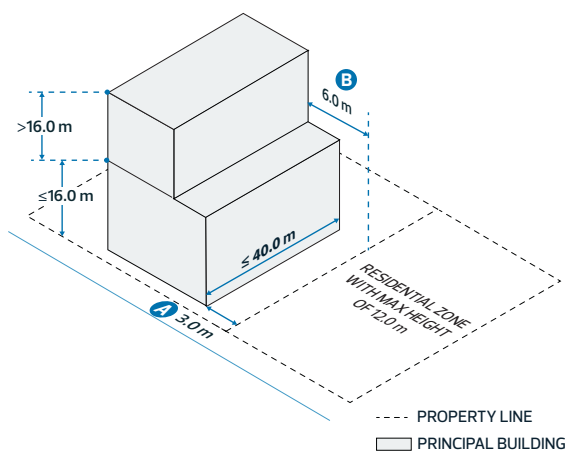 B
6.0 m
>16.0 m
≤16.0 m
≤ 40.0 m
A
3.0 m
RESIDENTIAL ZONE
WITH MAX HEIGHT
OF 12.0 m
PROPERTY LINE
PRINCIPAL BUILDING